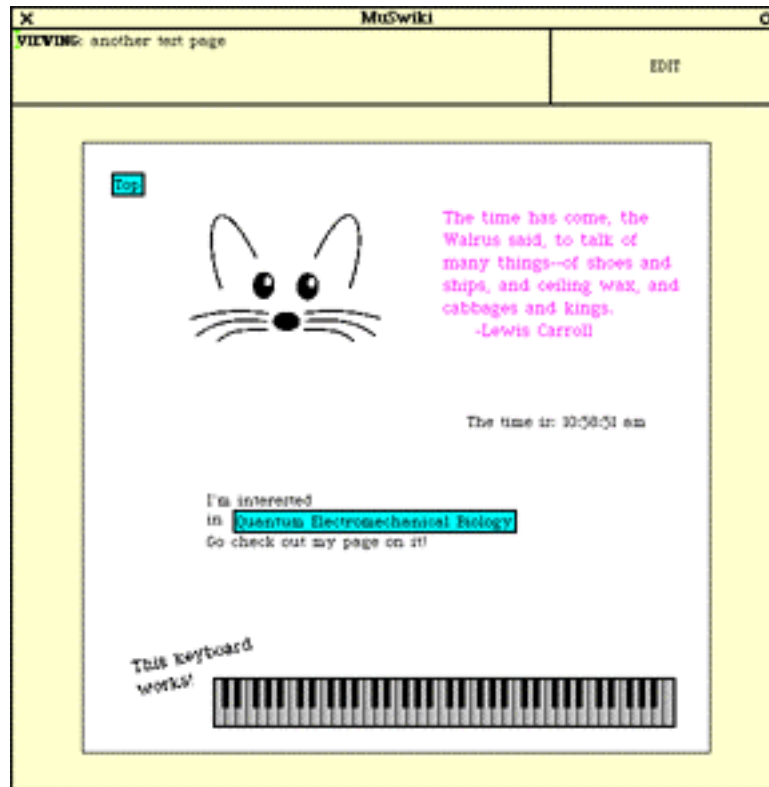 MuSwiki
VIEWING: another test page
EDIT
Top
The time has come, the
Walrus said, to talk of
many things--of shoes and
ships, and ceiling wax, and
cabbages and kings.
-Lewis Carroll
The time is: 10:58:51 am
I'm interested
in Quantum Electromechanical Biology
Go check out my page on it!
This keyboard
works!